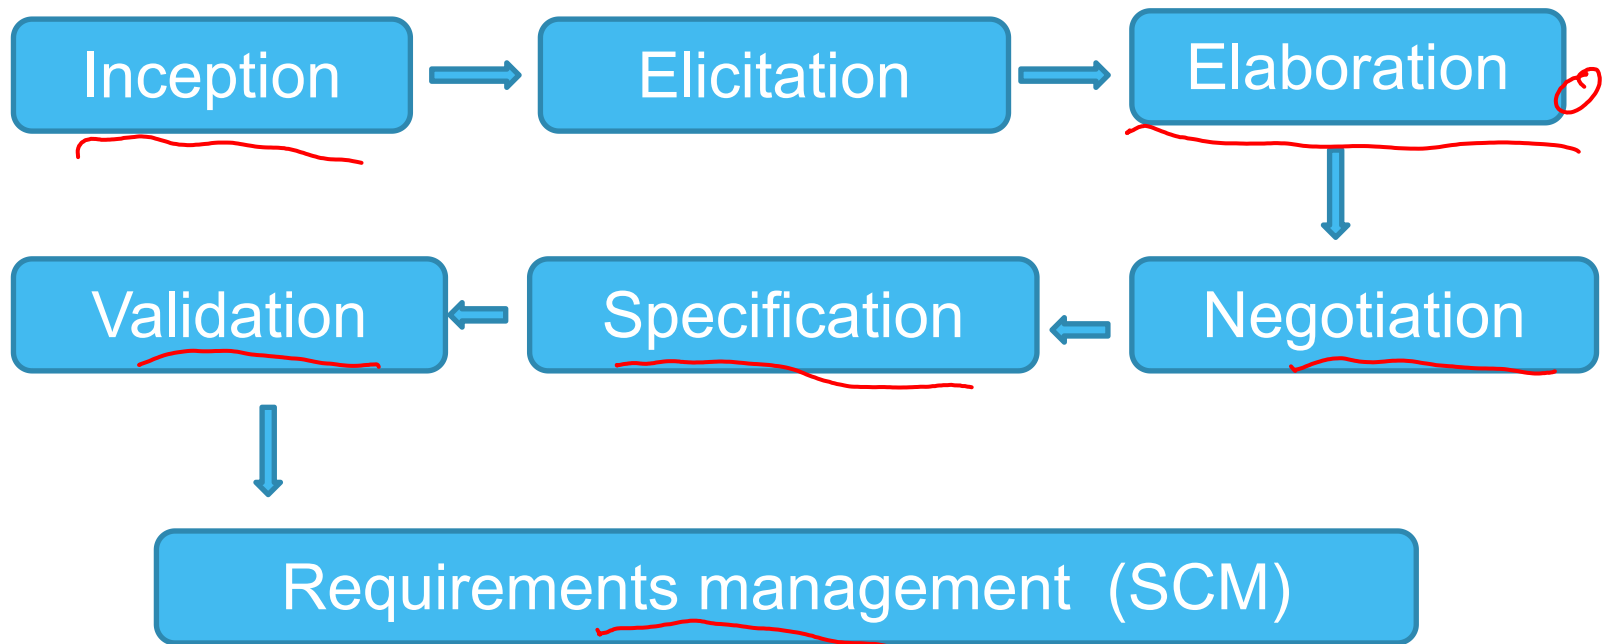 Inception
Elicitation
Elaboration
Negotiation
Specification
Validation
Requirements management (SCM)